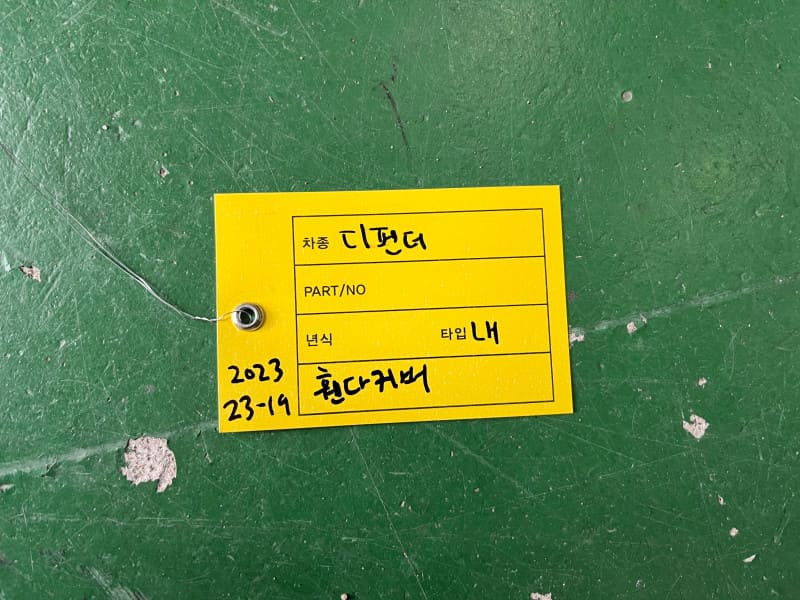 차종 디펜더
PART/NO
년식 타입 내
휀다커버
2023
23-19